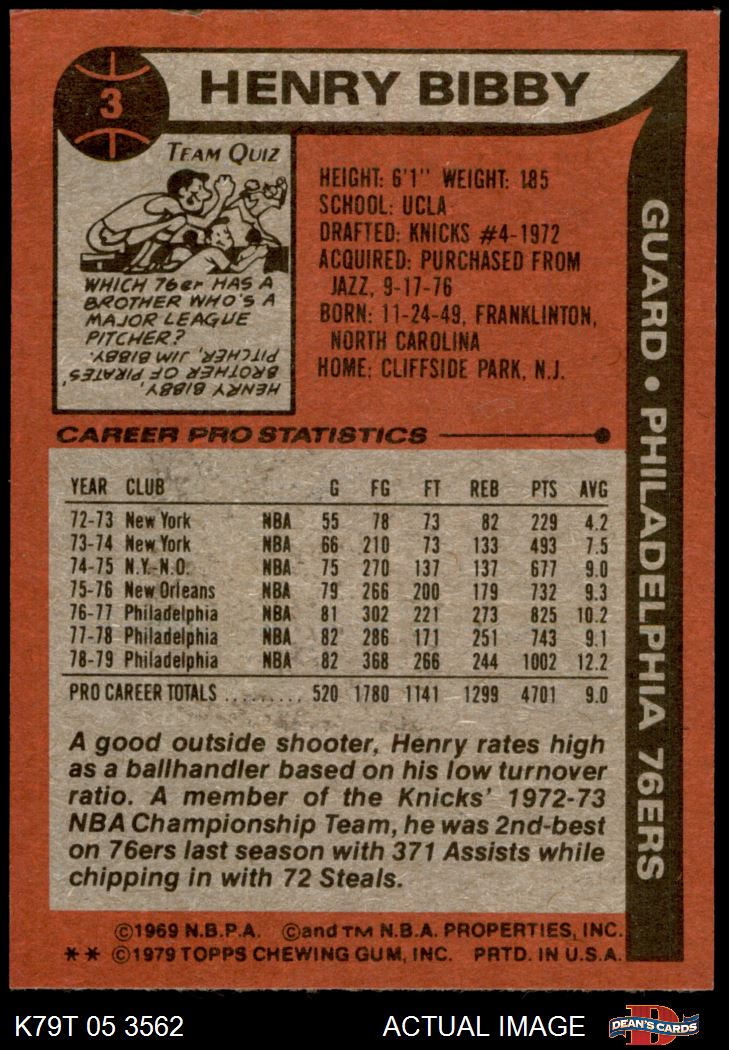 3
HENRY BIBBY
TEAM QUIZ
WHICH 76er HAS A
BROTHER WHO'S A
MAJOR LEAGUE
PITCHER?
HENRY BIBBY,
BROTHER OF PIRATES'
PITCHER, JIM BIBBY.
HEIGHT: 6'1" WEIGHT: 185
SCHOOL: UCLA
DRAFTED: KNICKS #4-1972
ACQUIRED: PURCHASED FROM
JAZZ, 9-17-76
BORN: 11-24-49, FRANKLINTON,
NORTH CAROLINA
HOME: CLIFFSIDE PARK, N.J.
GUARD • PHILADELPHIA 76ERS
CAREER PRO STATISTICS
YEAR CLUB G FG FT REB PTS AVG
72-73 New York NBA 55 78 73 82 229 4.2
73-74 New York NBA 66 210 73 133 493 7.5
74-75 N.Y.-N.O. NBA 75 270 137 137 677 9.0
75-76 New Orleans NBA 79 266 200 179 732 9.3
76-77 Philadelphia NBA 81 302 221 273 825 10.2
77-78 Philadelphia NBA 82 286 171 251 743 9.1
78-79 Philadelphia NBA 82 368 266 244 1002 12.2
PRO CAREER TOTALS ......... 520 1780 1141 1299 4701 9.0
A good outside shooter, Henry rates high
as a ballhandler based on his low turnover
ratio. A member of the Knicks' 1972-73
NBA Championship Team, he was 2nd-best
on 76ers last season with 371 Assists while
chipping in with 72 Steals.
©1969 N.B.P.A. ©and TM N.B.A. PROPERTIES, INC.
** ©1979 TOPPS CHEWING GUM, INC. PRTD. IN U.S.A.
K79T 05 3562 ACTUAL IMAGE D DEAN'S CARDS